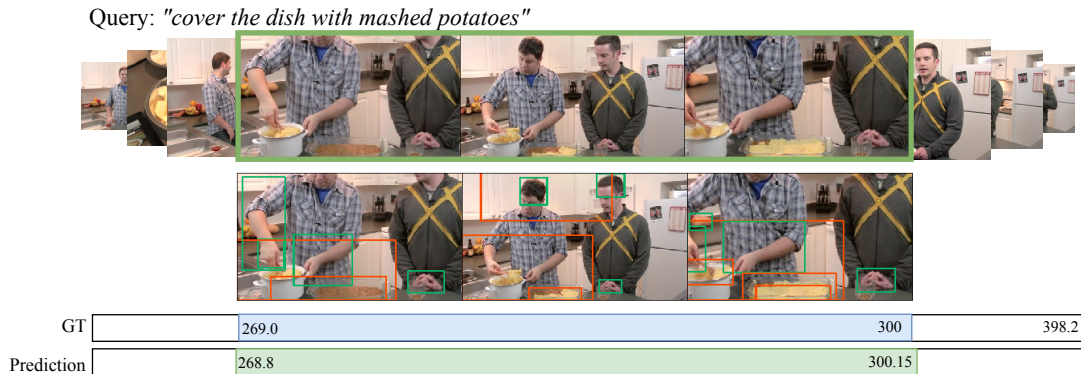 Query: "cover the dish with mashed potatoes"
GT 269.0 300 398.2
Prediction 268.8 300.15